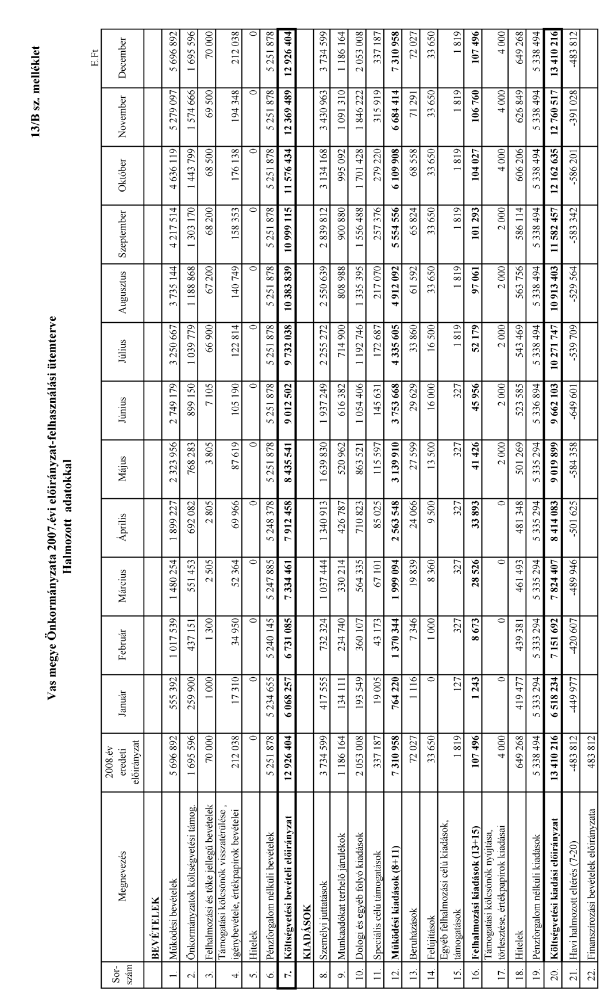 13/B sz. melléklet
Vas megye Önkormányzata 2007.évi előirányzat-felhasználási ütemterve
Halmozott adatokkal
E.Ft
Sor-szám Megnevezés 2008.év eredeti előirányzat Január Február Március Április Május Június Július Augusztus Szeptember Október November December
BEVÉTELEK
1. Működési bevételek 5 696 892 555 392 1 017 539 1 480 254 1 899 227 2 323 956 2 749 179 3 250 667 3 735 144 4 217 514 4 636 119 5 279 097 5 696 892
2. Önkormányzatok költségvetési támog. 1 695 596 259 900 437 151 551 453 692 082 768 283 899 150 1 039 779 1 188 868 1 303 170 1 443 799 1 574 666 1 695 596
3. Felhalmozási és tőke jellegű bevételek 70 000 1 000 1 300 2 505 2 805 3 805 7 105 66 900 67 200 68 200 68 500 69 500 70 000
Támogatási kölcsönök visszatérülése ,
4. igénybevétele, értékpapírok bevételei 212 038 17 310 34 950 52 364 69 966 87 619 105 190 122 814 140 749 158 353 176 138 194 348 212 038
5. Hitelek 0 0 0 0 0 0 0 0 0 0 0 0 0
6. Pénzforgalom nélküli bevételek 5 251 878 5 234 655 5 240 145 5 247 885 5 248 378 5 251 878 5 251 878 5 251 878 5 251 878 5 251 878 5 251 878 5 251 878 5 251 878
7. Költségvetési bevételi előirányzat 12 926 404 6 068 257 6 731 085 7 334 461 7 912 458 8 435 541 9 012 502 9 732 038 10 383 839 10 999 115 11 576 434 12 369 489 12 926 404
KIADÁSOK
8. Személyi juttatások 3 734 599 417 555 732 324 1 037 444 1 340 913 1 639 830 1 937 249 2 255 272 2 550 639 2 839 812 3 134 168 3 430 963 3 734 599
9. Munkaadókat terhelő járulékok 1 186 164 134 111 234 740 330 214 426 787 520 962 616 382 714 900 808 988 900 880 995 092 1 091 310 1 186 164
10. Dologi és egyéb folyó kiadások 2 053 008 193 549 360 107 564 335 710 823 863 521 1 054 406 1 192 746 1 335 395 1 556 488 1 701 428 1 846 222 2 053 008
11. Speciális célú támogatások 337 187 19 005 43 173 67 101 85 025 115 597 145 631 172 687 217 070 257 376 279 220 315 919 337 187
12. Működési kiadások (8+11) 7 310 958 764 220 1 370 344 1 999 094 2 563 548 3 139 910 3 753 668 4 335 605 4 912 092 5 554 556 6 109 908 6 684 414 7 310 958
13. Beruházások 72 027 1 116 7 346 19 839 24 066 27 599 29 629 33 860 61 592 65 824 68 558 71 291 72 027
14. Felújítások 33 650 0 1 000 8 360 9 500 13 500 16 000 16 500 33 650 33 650 33 650 33 650 33 650
Egyéb felhalmozási célú kiadások,
15. támogatások 1 819 127 327 327 327 327 327 1 819 1 819 1 819 1 819 1 819 1 819
16. Felhalmozási kiadások (13+15) 107 496 1 243 8 673 28 526 33 893 41 426 45 956 52 179 97 061 101 293 104 027 106 760 107 496
Támogatási kölcsönök nyújtása,
17. törlesztése, értékpapírok kiadásai 4 000 0 0 0 0 2 000 2 000 2 000 2 000 2 000 4 000 4 000 4 000
18. Hitelek 649 268 419 477 439 381 461 493 481 348 501 269 523 585 543 469 563 756 586 114 606 206 626 849 649 268
19. Pénzforgalom nélküli kiadások 5 338 494 5 333 294 5 333 294 5 335 294 5 335 294 5 335 294 5 336 894 5 338 494 5 338 494 5 338 494 5 338 494 5 338 494 5 338 494
20. Költségvetési kiadási előirányzat 13 410 216 6 518 234 7 151 692 7 824 407 8 414 083 9 019 899 9 662 103 10 271 747 10 913 403 11 582 457 12 162 635 12 760 517 13 410 216
21. Havi halmozott eltérés (7-20) -483 812 -449 977 -420 607 -489 946 -501 625 -584 358 -649 601 -539 709 -529 564 -583 342 -586 201 -391 028 -483 812
22. Finanszírozási bevételek előirányzata 483 812